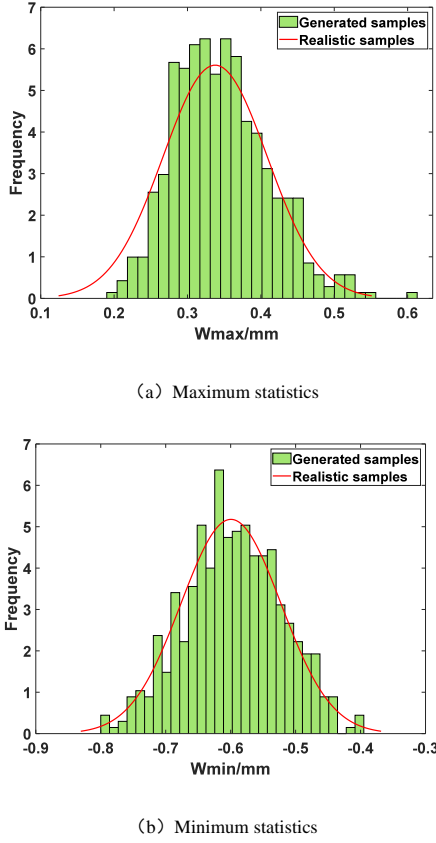 7
6
5
4
3
2
1
0
Frequency
Generated samples
Realistic samples
0.1 0.2 0.3 0.4 0.5 0.6
Wmax/mm
（a）Maximum statistics
7
6
5
4
3
2
1
0
Frequency
Generated samples
Realistic samples
-0.9 -0.8 -0.7 -0.6 -0.5 -0.4 -0.3
Wmin/mm
（b）Minimum statistics